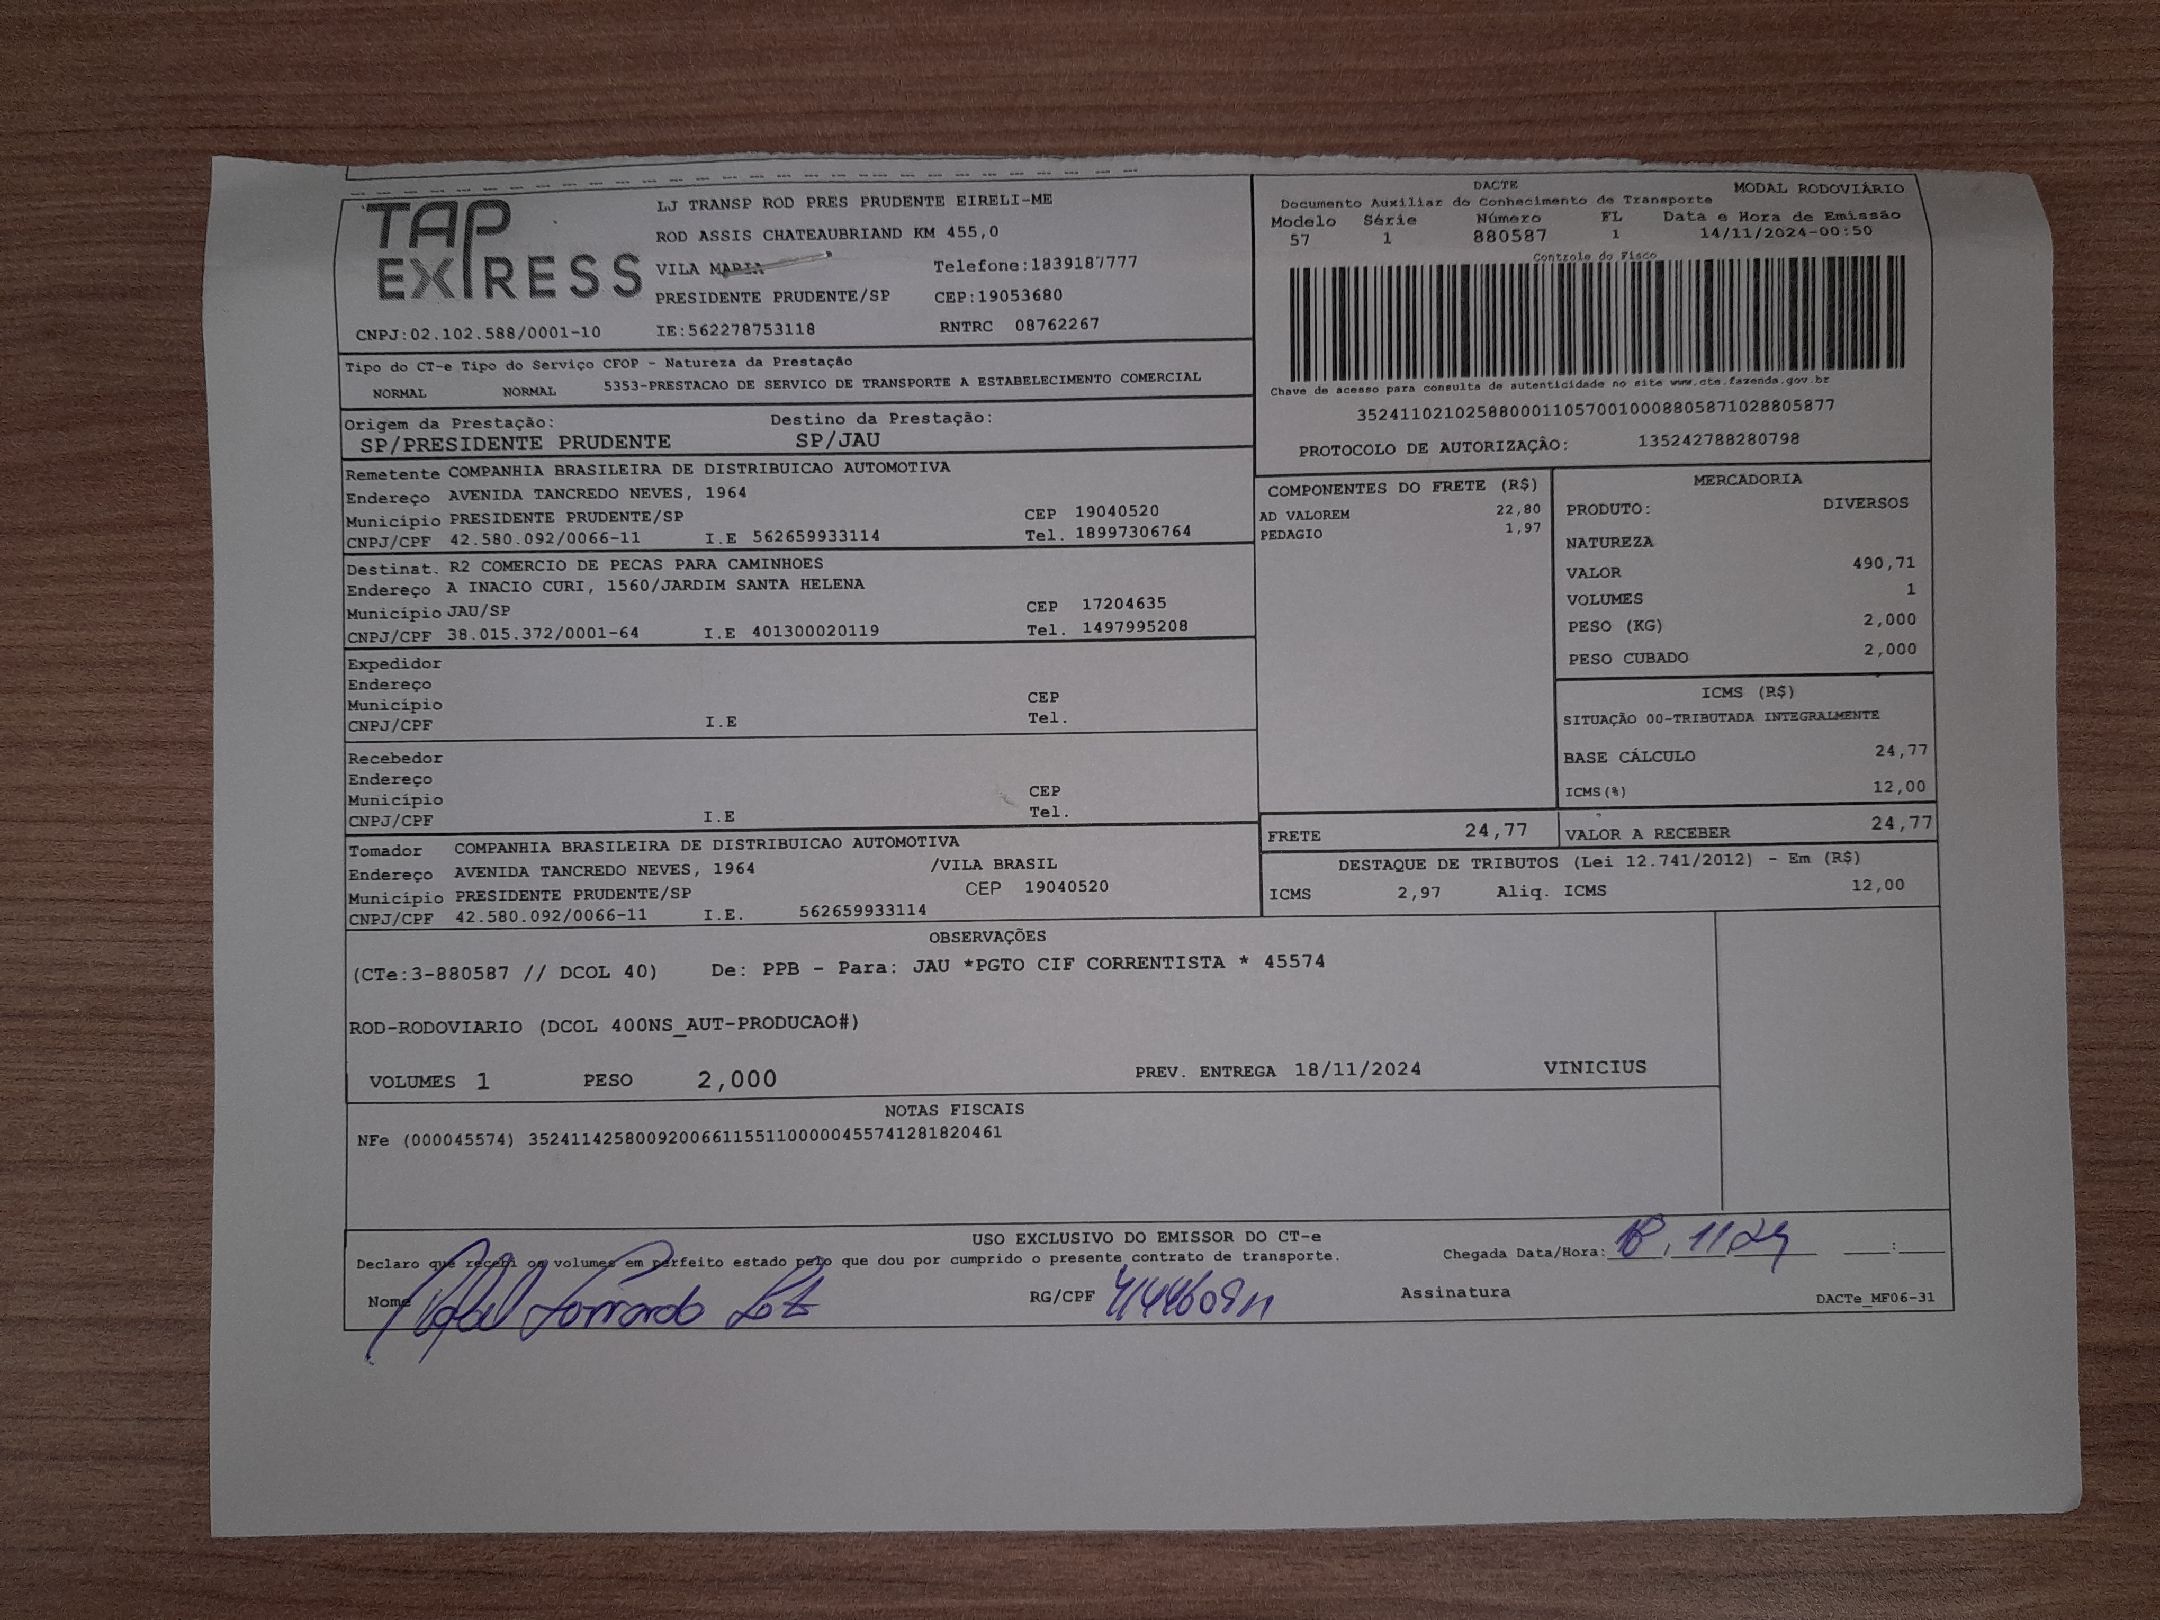 TAP EXPRESS
LJ TRANSP ROD PRES PRUDENTE EIRELI-ME
ROD ASSIS CHATEAUBRIAND KM 455,0
VILA MARIA Telefone:1839187777
PRESIDENTE PRUDENTE/SP CEP:19053680
CNPJ:02.102.588/0001-10 IE:562278753118 RNTRC 08762267
DACTE MODAL RODOVIÁRIO
Documento Auxiliar do Conhecimento de Transporte
Modelo Série Número FL Data e Hora de Emissão
57 1 880587 1 14/11/2024-00:50
Controle do Fisco
Chave de acesso para consulta de autenticidade no site www.cte.fazenda.gov.br
35241102102588000110570010008805871028805877
PROTOCOLO DE AUTORIZAÇÃO: 135242788280798
Tipo do CT-e Tipo do Serviço CFOP - Natureza da Prestação
NORMAL NORMAL 5353-PRESTACAO DE SERVICO DE TRANSPORTE A ESTABELECIMENTO COMERCIAL
Origem da Prestação: Destino da Prestação:
SP/PRESIDENTE PRUDENTE SP/JAU
Remetente COMPANHIA BRASILEIRA DE DISTRIBUICAO AUTOMOTIVA
Endereço AVENIDA TANCREDO NEVES, 1964
Município PRESIDENTE PRUDENTE/SP CEP 19040520
CNPJ/CPF 42.580.092/0066-11 I.E 562659933114 Tel. 18997306764
Destinat. R2 COMERCIO DE PECAS PARA CAMINHOES
Endereço A INACIO CURI, 1560/JARDIM SANTA HELENA
Município JAU/SP CEP 17204635
CNPJ/CPF 38.015.372/0001-64 I.E 401300020119 Tel. 1497995208
Expedidor
Endereço
Município CEP
CNPJ/CPF I.E Tel.
Recebedor
Endereço
Município CEP
CNPJ/CPF I.E Tel.
Tomador COMPANHIA BRASILEIRA DE DISTRIBUICAO AUTOMOTIVA
Endereço AVENIDA TANCREDO NEVES, 1964 /VILA BRASIL
Município PRESIDENTE PRUDENTE/SP CEP 19040520
CNPJ/CPF 42.580.092/0066-11 I.E. 562659933114
COMPONENTES DO FRETE (R$)
AD VALOREM 22,80
PEDAGIO 1,97
MERCADORIA
PRODUTO: DIVERSOS
NATUREZA
VALOR 490,71
VOLUMES 1
PESO (KG) 2,000
PESO CUBADO 2,000
ICMS (R$)
SITUAÇÃO 00-TRIBUTADA INTEGRALMENTE
BASE CÁLCULO 24,77
ICMS(%) 12,00
FRETE 24,77 VALOR A RECEBER 24,77
DESTAQUE DE TRIBUTOS (Lei 12.741/2012) - Em (R$)
ICMS 2,97 Aliq. ICMS 12,00
OBSERVAÇÕES
(CTe:3-880587 // DCOL 40) De: PPB - Para: JAU *PGTO CIF CORRENTISTA * 45574
ROD-RODOVIARIO (DCOL 400NS_AUT-PRODUCAO#)
VOLUMES 1 PESO 2,000 PREV. ENTREGA 18/11/2024 VINICIUS
NOTAS FISCAIS
NFe (000045574) 35241142580092006611551100000455741281820461
USO EXCLUSIVO DO EMISSOR DO CT-e
Declaro que recebi os volumes em perfeito estado pelo que dou por cumprido o presente contrato de transporte. Chegada Data/Hora: 18.11 24 :
Nome RG/CPF Assinatura DACTe_MF06-31